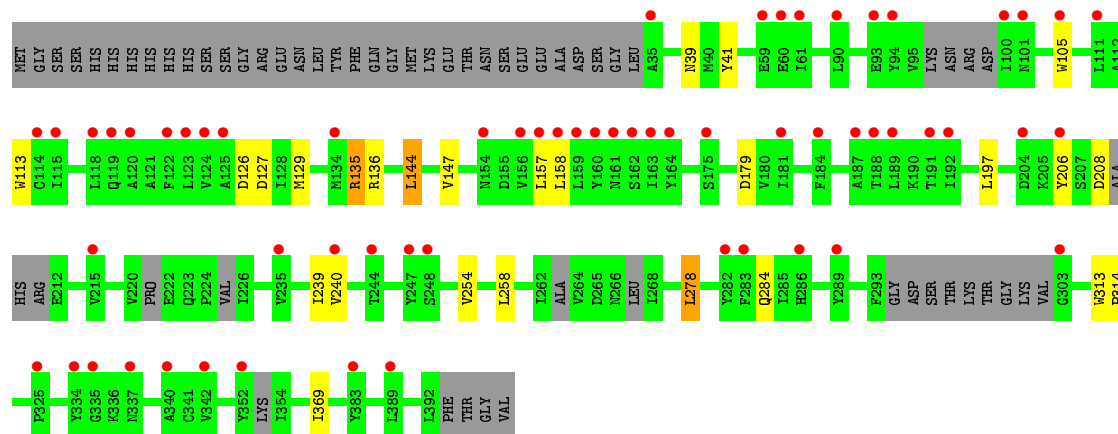 MET GLY SER SER HIS HIS HIS HIS HIS HIS SER SER GLY ARG GLU ASN LEU TYR PHE GLN GLY MET LYS GLU THR ASN SER GLU GLU ALA ASP SER GLY LEU A35 N39 M40 Y41 E59 E60 I61 L90 E93 Y94 V95 LYS ASN ARG ASP I100 N101 W105 L111 A112
W113 C114 I115 L118 Q119 A120 A121 F122 L123 V124 A125 D126 D127 I128 M129 M134 R135 R136 L144 V147 N154 D155 V156 L157 L158 L159 Y160 N161 S162 I163 Y164 S175 D179 V180 I181 F184 A187 T188 L189 K190 T191 I192 L197 D204 K205 Y206 S207 D208 ALA
HIS ARG E212 V215 V220 PRO E222 Q223 P224 VAL I226 V235 L239 V240 T244 Y247 S248 V254 L258 I262 ALA V264 D265 N266 LEU I268 L278 Y282 F283 Q284 I285 H286 Y289 F293 GLY ASP SER THR LYS THR GLY LYS VAL G303 W313 P314
P325 Y334 G335 K336 N337 A340 C341 V342 Y352 LYS I354 I369 Y383 L389 L392 PHE THR GLY VAL